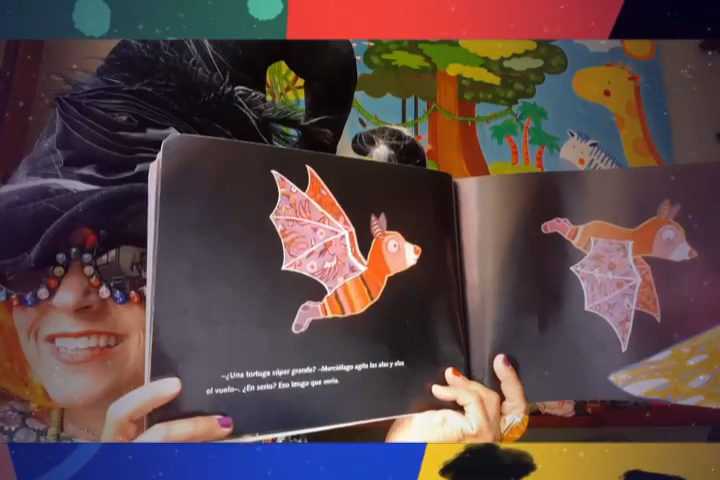 –¿Una tortuga súper grande? –Murciélago agita las alas y alza
el vuelo–. ¿En serio? Eso tengo que verlo.